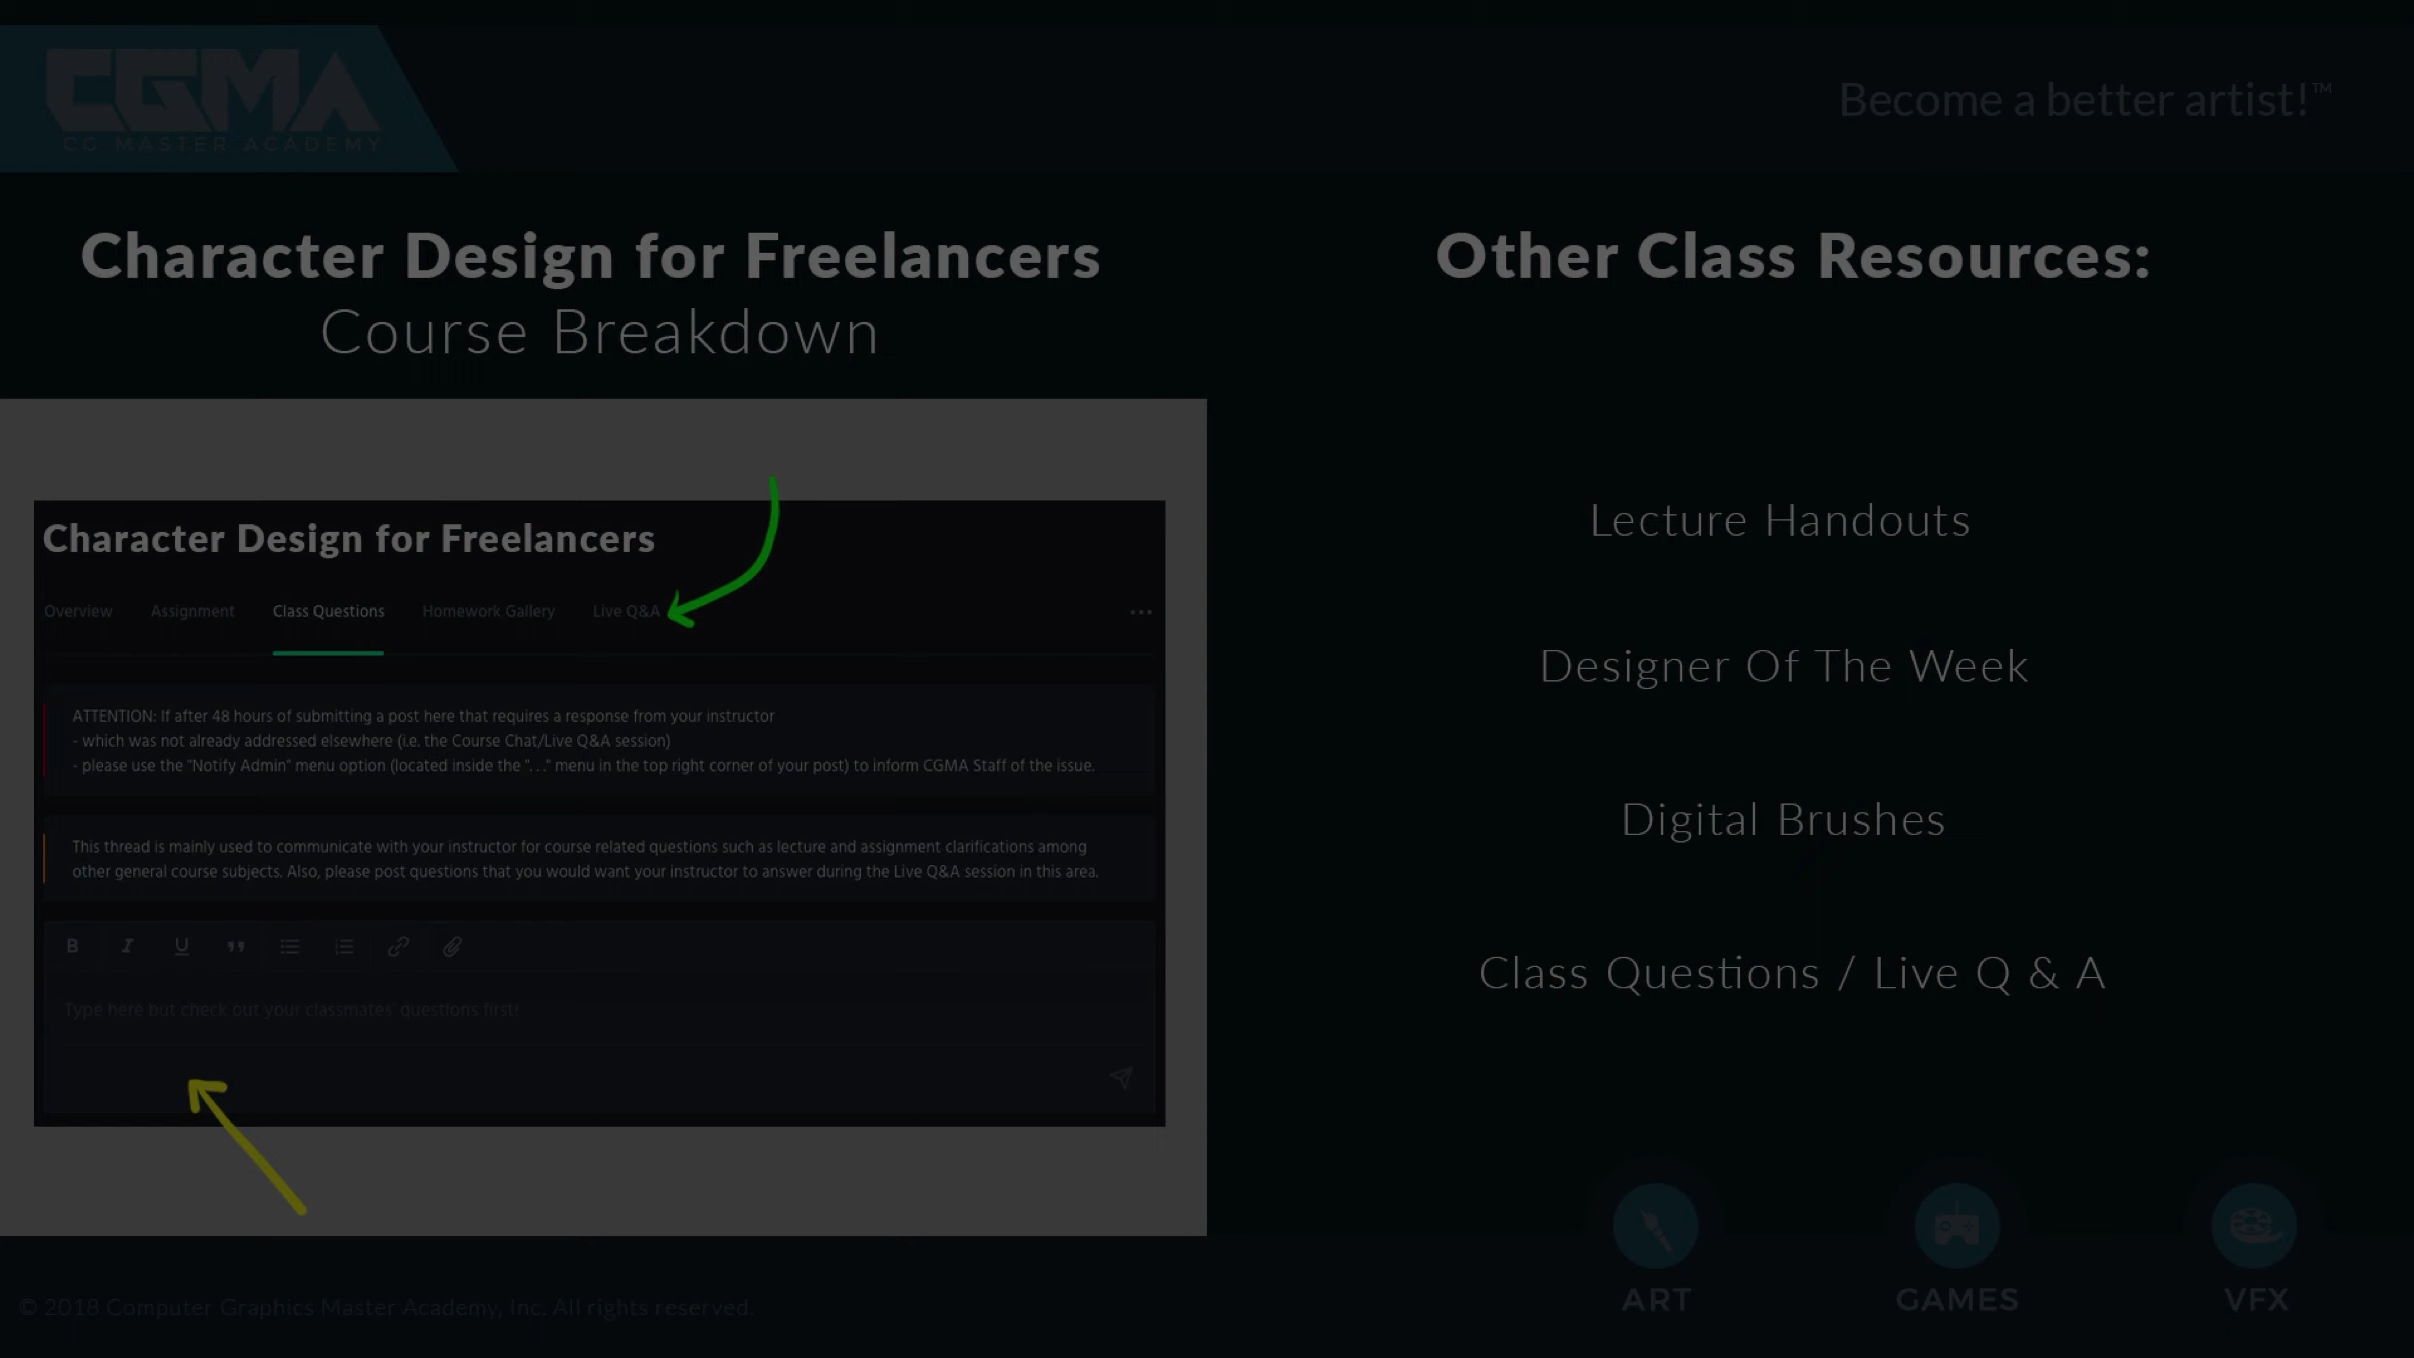 CGMA
CG MASTER ACADEMY
Become a better artist!™
Character Design for Freelancers
Course Breakdown
Character Design for Freelancers
Overview Assignment Class Questions Homework Gallery Live Q&A ...
ATTENTION: If after 48 hours of submitting a post here that requires a response from your instructor
- which was not already addressed elsewhere (i.e. the Course Chat/Live Q&A session)
- please use the "Notify Admin" menu option (located inside the "..." menu in the top right corner of your post) to inform CGMA Staff of the issue.
This thread is mainly used to communicate with your instructor for course related questions such as lecture and assignment clarifications among
other general course subjects. Also, please post questions that you would want your instructor to answer during the Live Q&A session in this area.
B I U
Type here but check out your classmates' questions first!
Other Class Resources:
Lecture Handouts
Designer Of The Week
Digital Brushes
Class Questions / Live Q & A
© 2018 Computer Graphics Master Academy, Inc. All rights reserved.
ART GAMES VFX